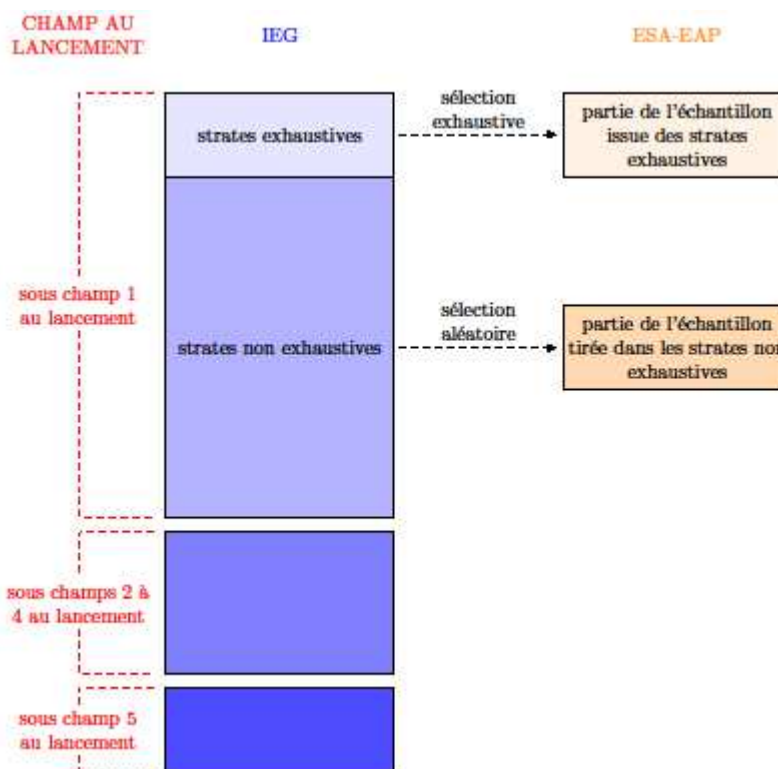 CHAMP AU
LANCEMENT
IEG
ESA-EAP
strates exhaustives
sélection
exhaustive
partie de l'échantillon
issue des strates
exhaustives
sous champ 1
au lancement
strates non exhaustives
sélection
aléatoire
partie de l'échantillon
tirée dans les strates non
exhaustives
sous champs 2 à
4 au lancement
sous champ 5
au lancement